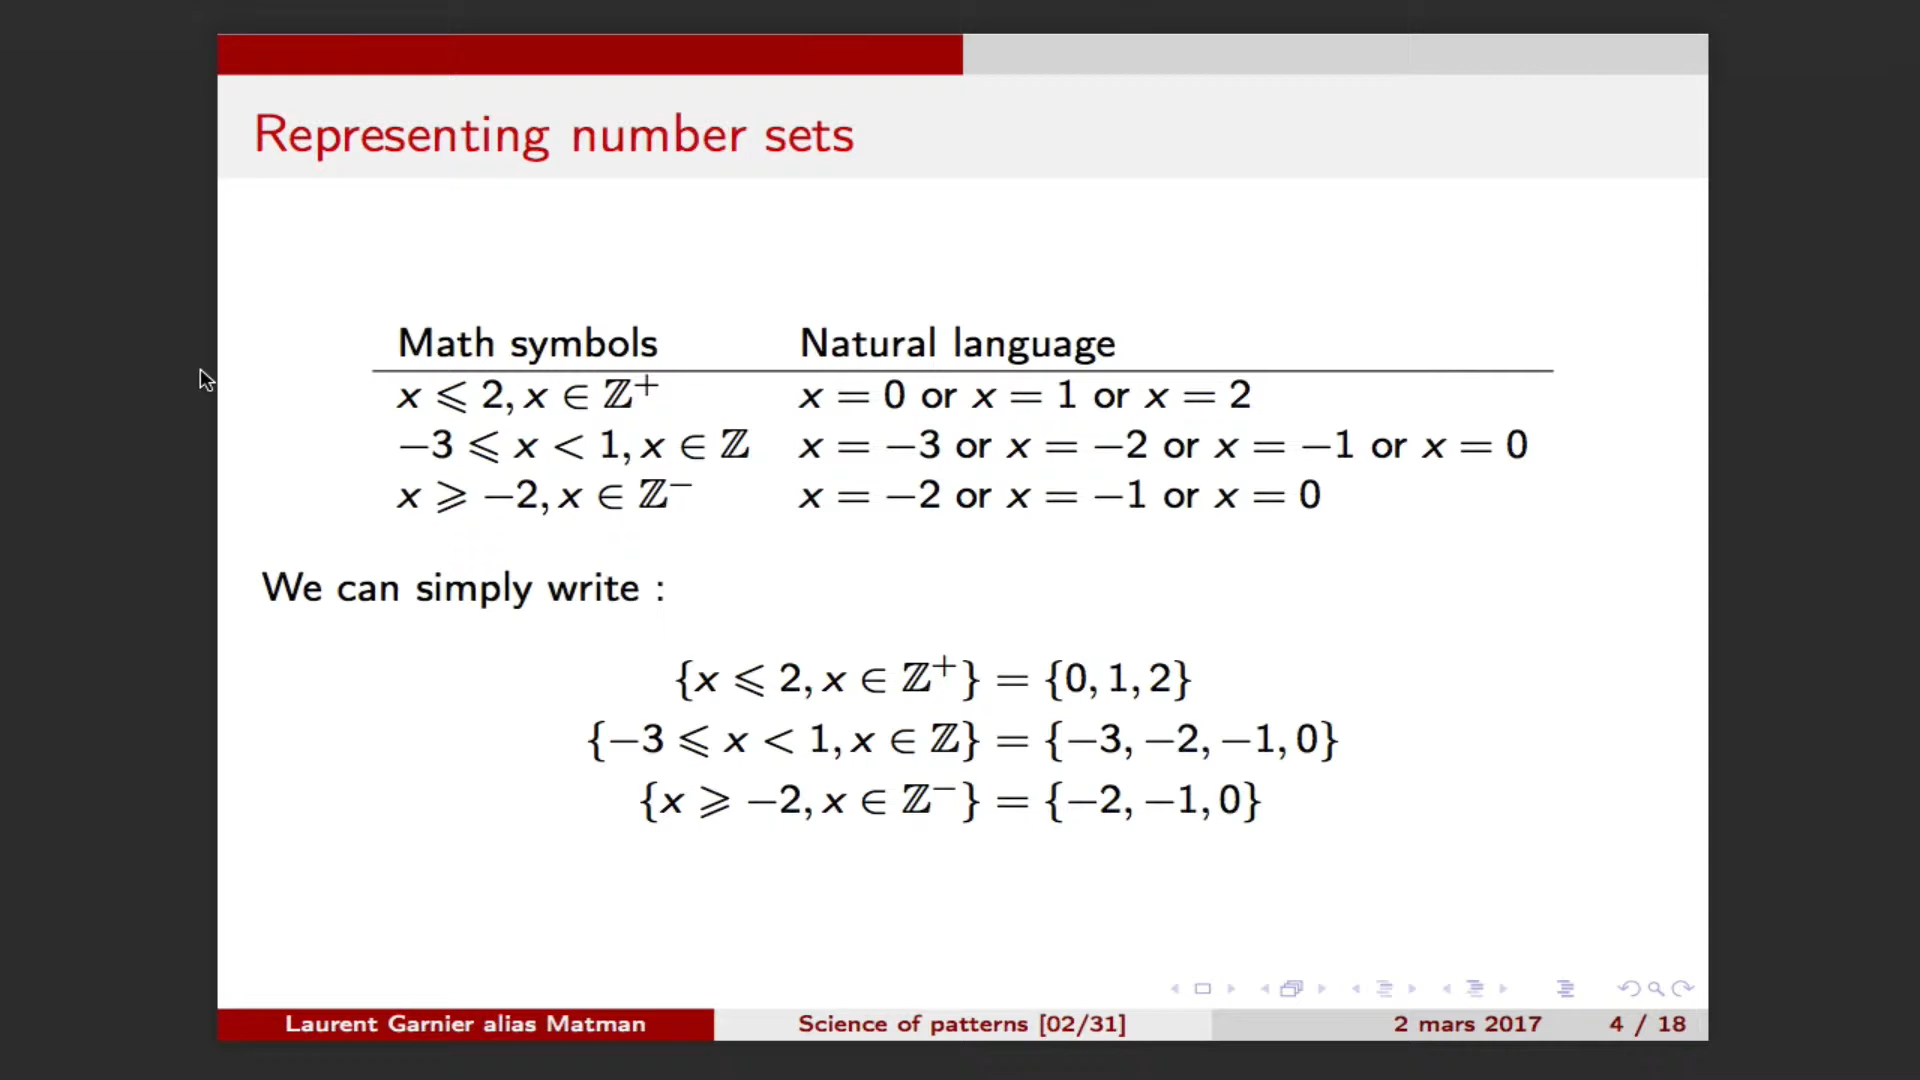 Representing number sets
Math symbols Natural language
x ⩽ 2, x ∈ ℤ⁺ x = 0 or x = 1 or x = 2
−3 ⩽ x < 1, x ∈ ℤ x = −3 or x = −2 or x = −1 or x = 0
x ⩾ −2, x ∈ ℤ⁻ x = −2 or x = −1 or x = 0
We can simply write :
{x ⩽ 2, x ∈ ℤ⁺} = {0, 1, 2}
{−3 ⩽ x < 1, x ∈ ℤ} = {−3, −2, −1, 0}
{x ⩾ −2, x ∈ ℤ⁻} = {−2, −1, 0}
Laurent Garnier alias Matman Science of patterns [02/31] 2 mars 2017 4 / 18